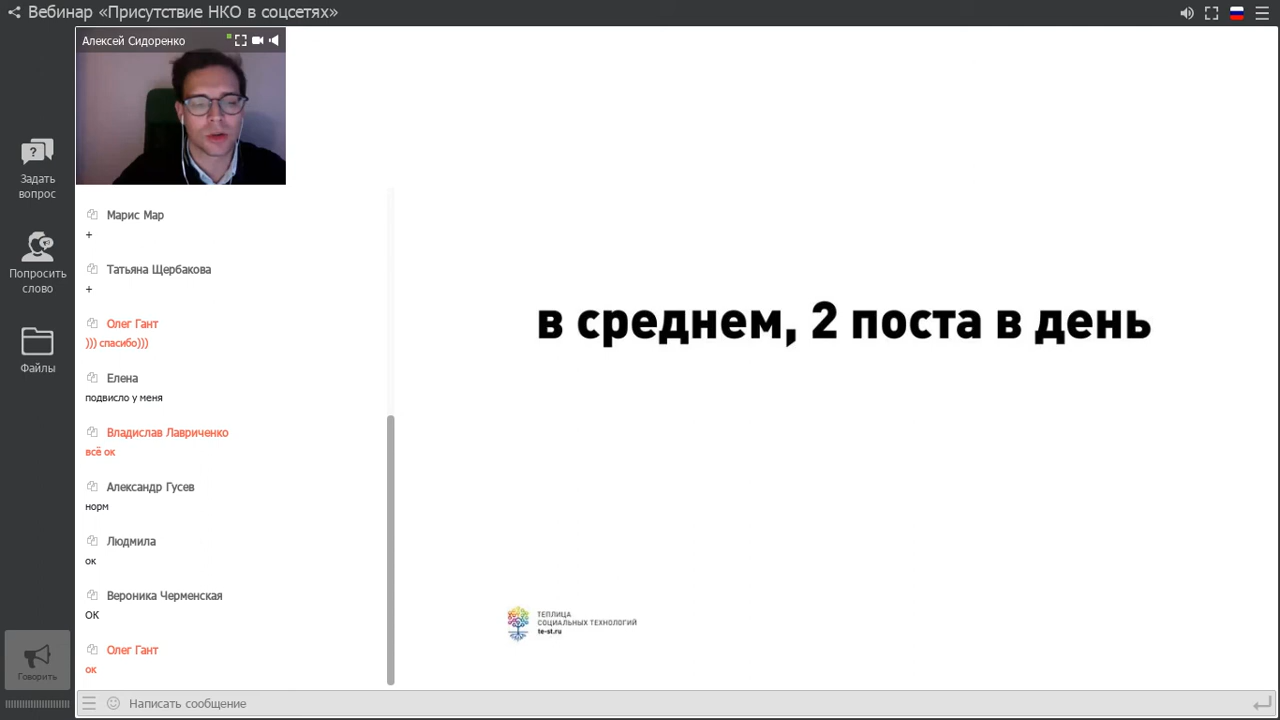 Вебинар «Присутствие НКО в соцсетях»
Алексей Сидоренко
Задать
вопрос
Попросить
слово
Файлы
Говорить
Марис Мар
+
Татьяна Щербакова
+
Олег Гант
))) спасибо)))
Елена
подвисло у меня
Владислав Лавриченко
всё ок
Александр Гусев
норм
Людмила
ок
Вероника Черменская
ОК
Олег Гант
ок
Написать сообщение
в среднем, 2 поста в день
ТЕПЛИЦА
СОЦИАЛЬНЫХ ТЕХНОЛОГИЙ
te-st.ru